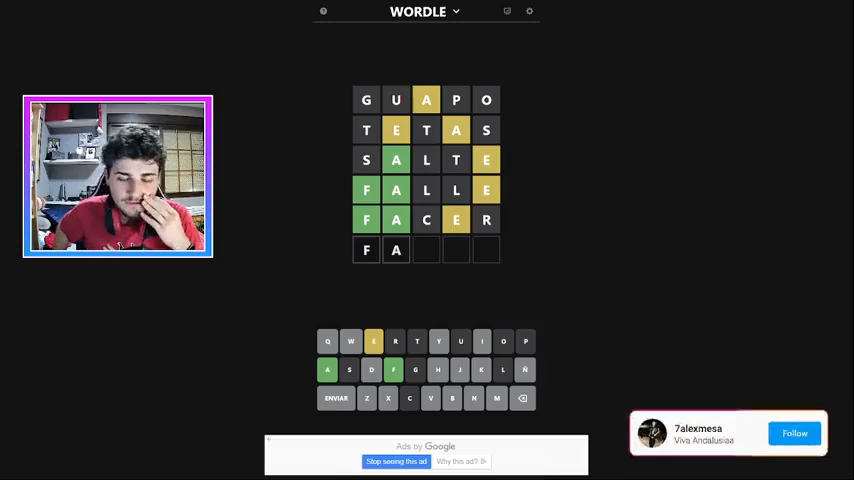 WORDLE
G U A P O
T E T A S
S A L T E
F A L L E
F A C E R
F A
Q W E R T Y U I O P
A S D F G H J K L Ñ
ENVIAR Z X C V B N M
Ads by Google
Stop seeing this ad Why this ad?
7alexmesa
Viva Andalusiaa
Follow